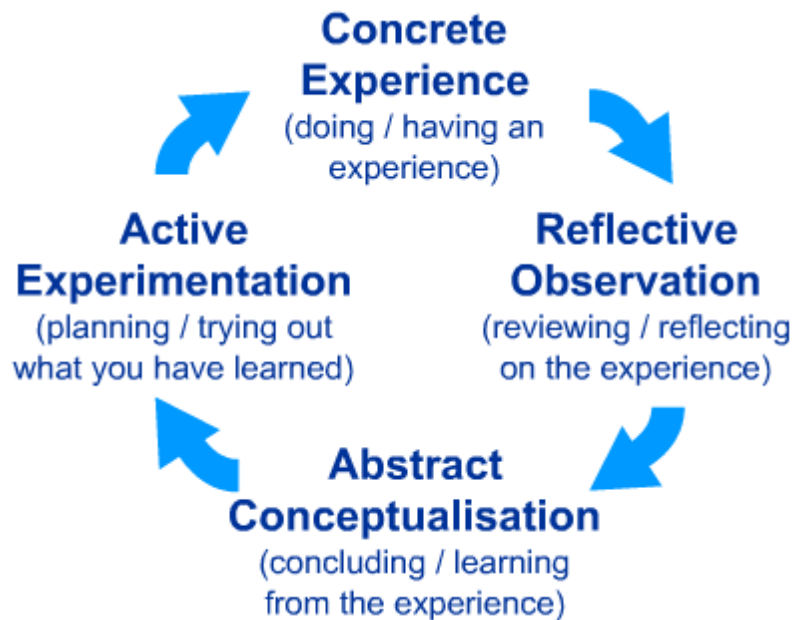 Concrete
Experience
(doing / having an
experience)
Reflective
Observation
(reviewing / reflecting
on the experience)
Abstract
Conceptualisation
(concluding / learning
from the experience)
Active
Experimentation
(planning / trying out
what you have learned)